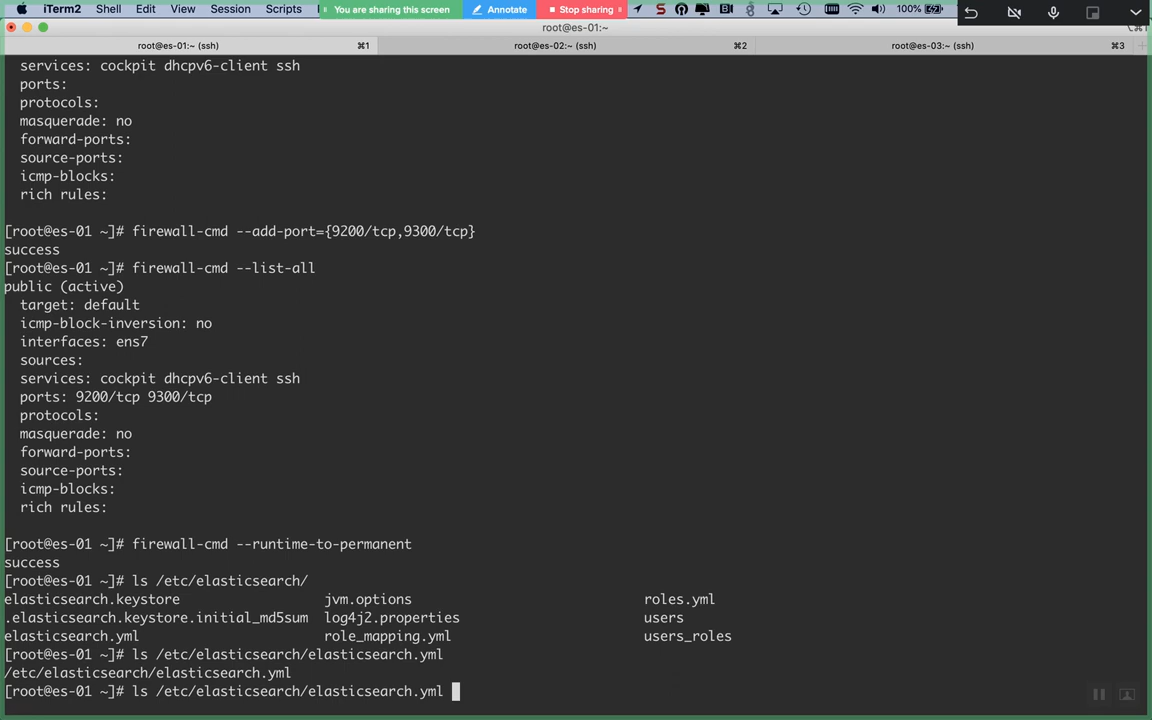 iTerm2 Shell Edit View Session Scripts You are sharing this screen Annotate Stop sharing 100%
root@es-01:~
root@es-01:~ (ssh) ⌘1 root@es-02:~ (ssh) ⌘2 root@es-03:~ (ssh) ⌘3
services: cockpit dhcpv6-client ssh
ports:
protocols:
masquerade: no
forward-ports:
source-ports:
icmp-blocks:
rich rules:
[root@es-01 ~]# firewall-cmd --add-port={9200/tcp,9300/tcp}
success
[root@es-01 ~]# firewall-cmd --list-all
public (active)
target: default
icmp-block-inversion: no
interfaces: ens7
sources:
services: cockpit dhcpv6-client ssh
ports: 9200/tcp 9300/tcp
protocols:
masquerade: no
forward-ports:
source-ports:
icmp-blocks:
rich rules:
[root@es-01 ~]# firewall-cmd --runtime-to-permanent
success
[root@es-01 ~]# ls /etc/elasticsearch/
elasticsearch.keystore jvm.options roles.yml
.elasticsearch.keystore.initial_md5sum log4j2.properties users
elasticsearch.yml role_mapping.yml users_roles
[root@es-01 ~]# ls /etc/elasticsearch/elasticsearch.yml
/etc/elasticsearch/elasticsearch.yml
[root@es-01 ~]# ls /etc/elasticsearch/elasticsearch.yml